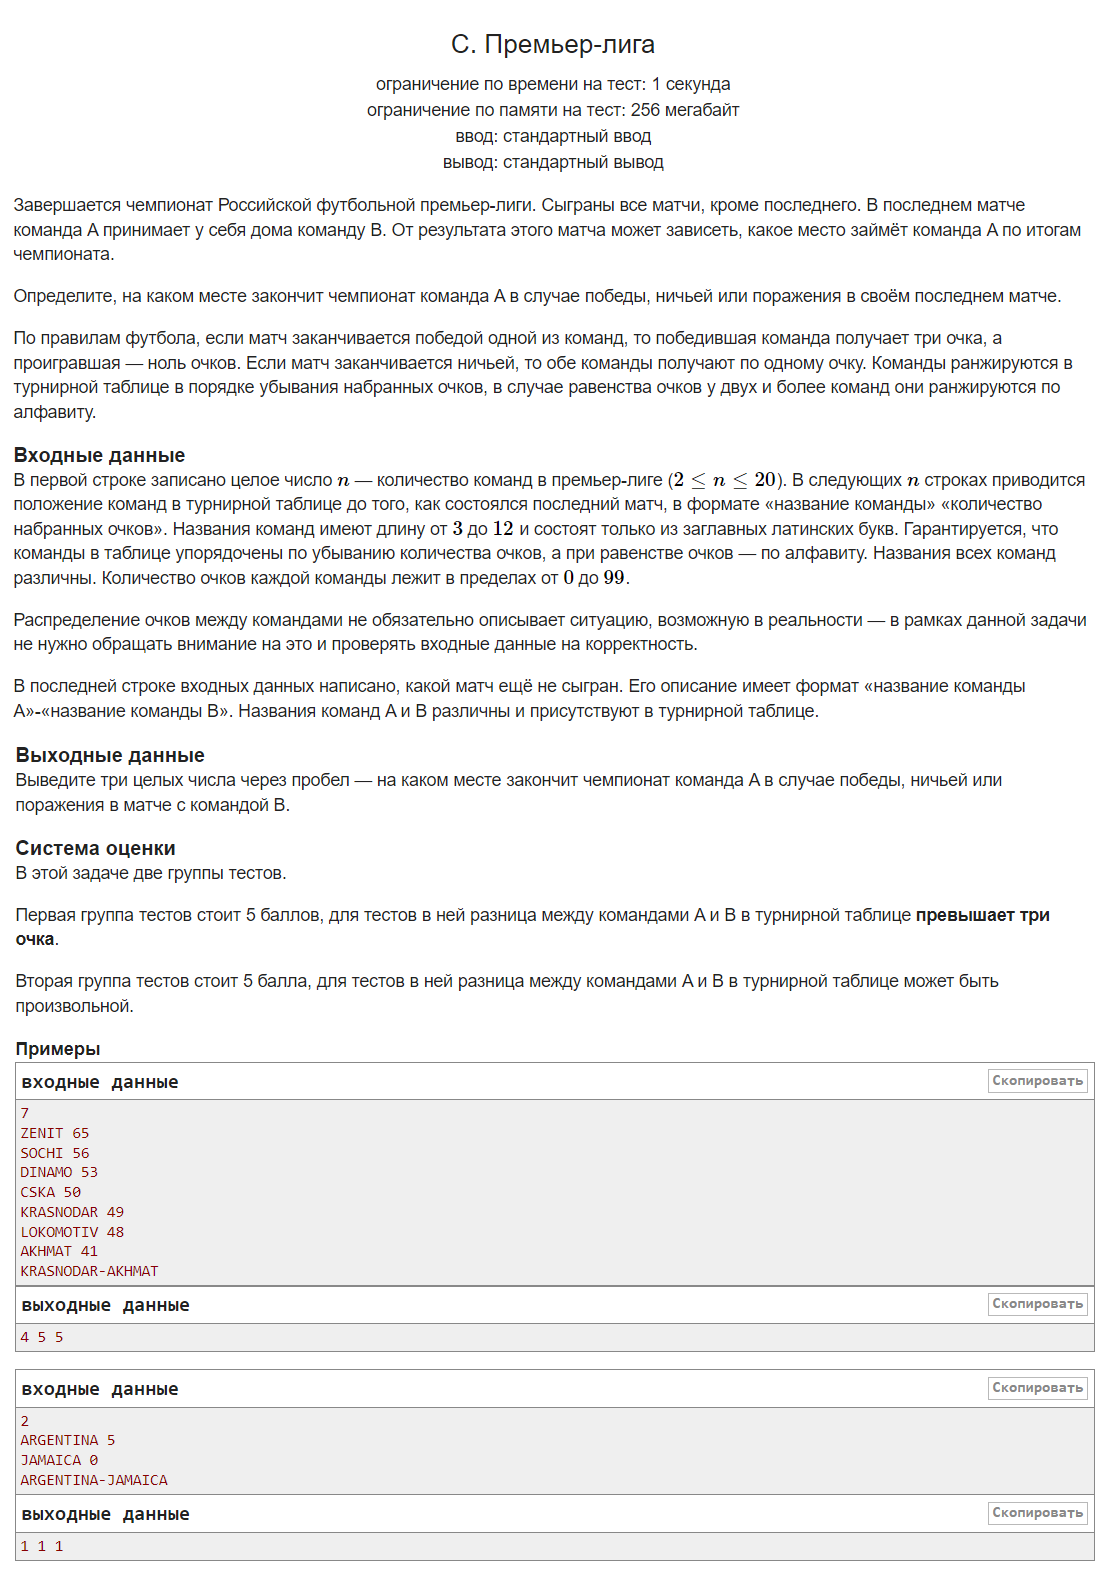 С. Премьер-лига
ограничение по времени на тест: 1 секунда
ограничение по памяти на тест: 256 мегабайт
ввод: стандартный ввод
вывод: стандартный вывод
Завершается чемпионат Российской футбольной премьер-лиги. Сыграны все матчи, кроме последнего. В последнем матче
команда A принимает у себя дома команду B. От результата этого матча может зависеть, какое место займёт команда A по итогам
чемпионата.
Определите, на каком месте закончит чемпионат команда A в случае победы, ничьей или поражения в своём последнем матче.
По правилам футбола, если матч заканчивается победой одной из команд, то победившая команда получает три очка, а
проигравшая — ноль очков. Если матч заканчивается ничьей, то обе команды получают по одному очку. Команды ранжируются в
турнирной таблице в порядке убывания набранных очков, в случае равенства очков у двух и более команд они ранжируются по
алфавиту.
Входные данные
В первой строке записано целое число n — количество команд в премьер-лиге (2 ≤ n ≤ 20). В следующих n строках приводится
положение команд в турнирной таблице до того, как состоялся последний матч, в формате «название команды» «количество
набранных очков». Названия команд имеют длину от 3 до 12 и состоят только из заглавных латинских букв. Гарантируется, что
команды в таблице упорядочены по убыванию количества очков, а при равенстве очков — по алфавиту. Названия всех команд
различны. Количество очков каждой команды лежит в пределах от 0 до 99.
Распределение очков между командами не обязательно описывает ситуацию, возможную в реальности — в рамках данной задачи
не нужно обращать внимание на это и проверять входные данные на корректность.
В последней строке входных данных написано, какой матч ещё не сыгран. Его описание имеет формат «название команды
A»-«название команды B». Названия команд A и B различны и присутствуют в турнирной таблице.
Выходные данные
Выведите три целых числа через пробел — на каком месте закончит чемпионат команда A в случае победы, ничьей или
поражения в матче с командой B.
Система оценки
В этой задаче две группы тестов.
Первая группа тестов стоит 5 баллов, для тестов в ней разница между командами A и B в турнирной таблице превышает три
очка.
Вторая группа тестов стоит 5 балла, для тестов в ней разница между командами A и B в турнирной таблице может быть
произвольной.
Примеры
входные данные
Скопировать
7
ZENIT 65
SOCHI 56
DINAMO 53
CSKA 50
KRASNODAR 49
LOKOMOTIV 48
AKHMAT 41
KRASNODAR-AKHMAT
выходные данные
Скопировать
4 5 5
входные данные
Скопировать
2
ARGENTINA 5
JAMAICA 0
ARGENTINA-JAMAICA
выходные данные
Скопировать
1 1 1